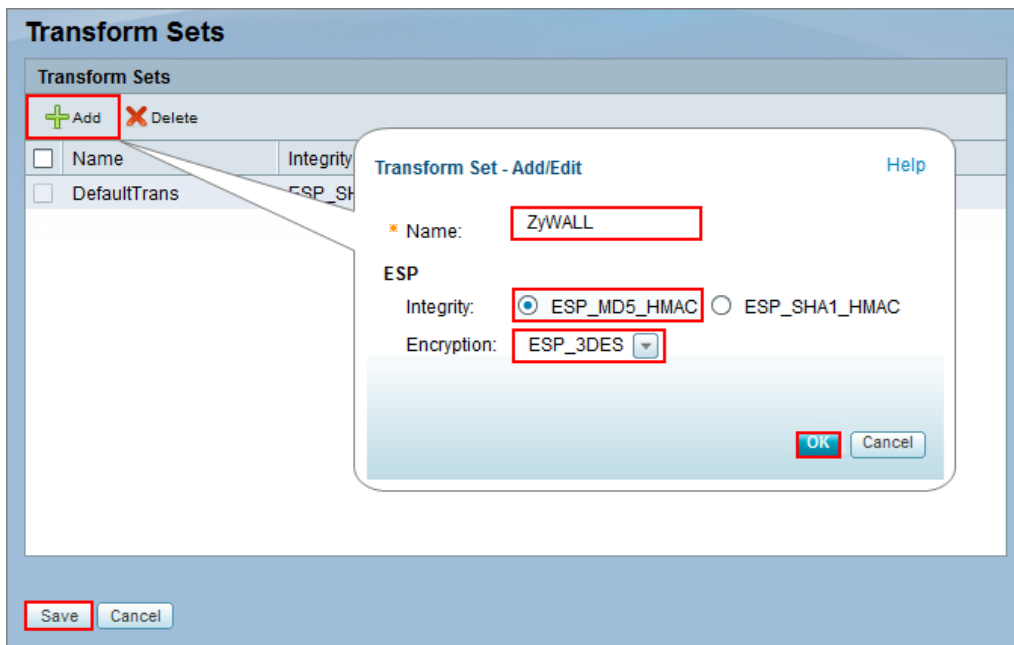 Transform Sets
Transform Sets
Add Delete
Name Integrity
DefaultTrans
Transform Set - Add/Edit Help
* Name: ZyWALL
ESP
Integrity: ESP_MD5_HMAC ESP_SHA1_HMAC
Encryption: ESP_3DES
OK Cancel
Save Cancel